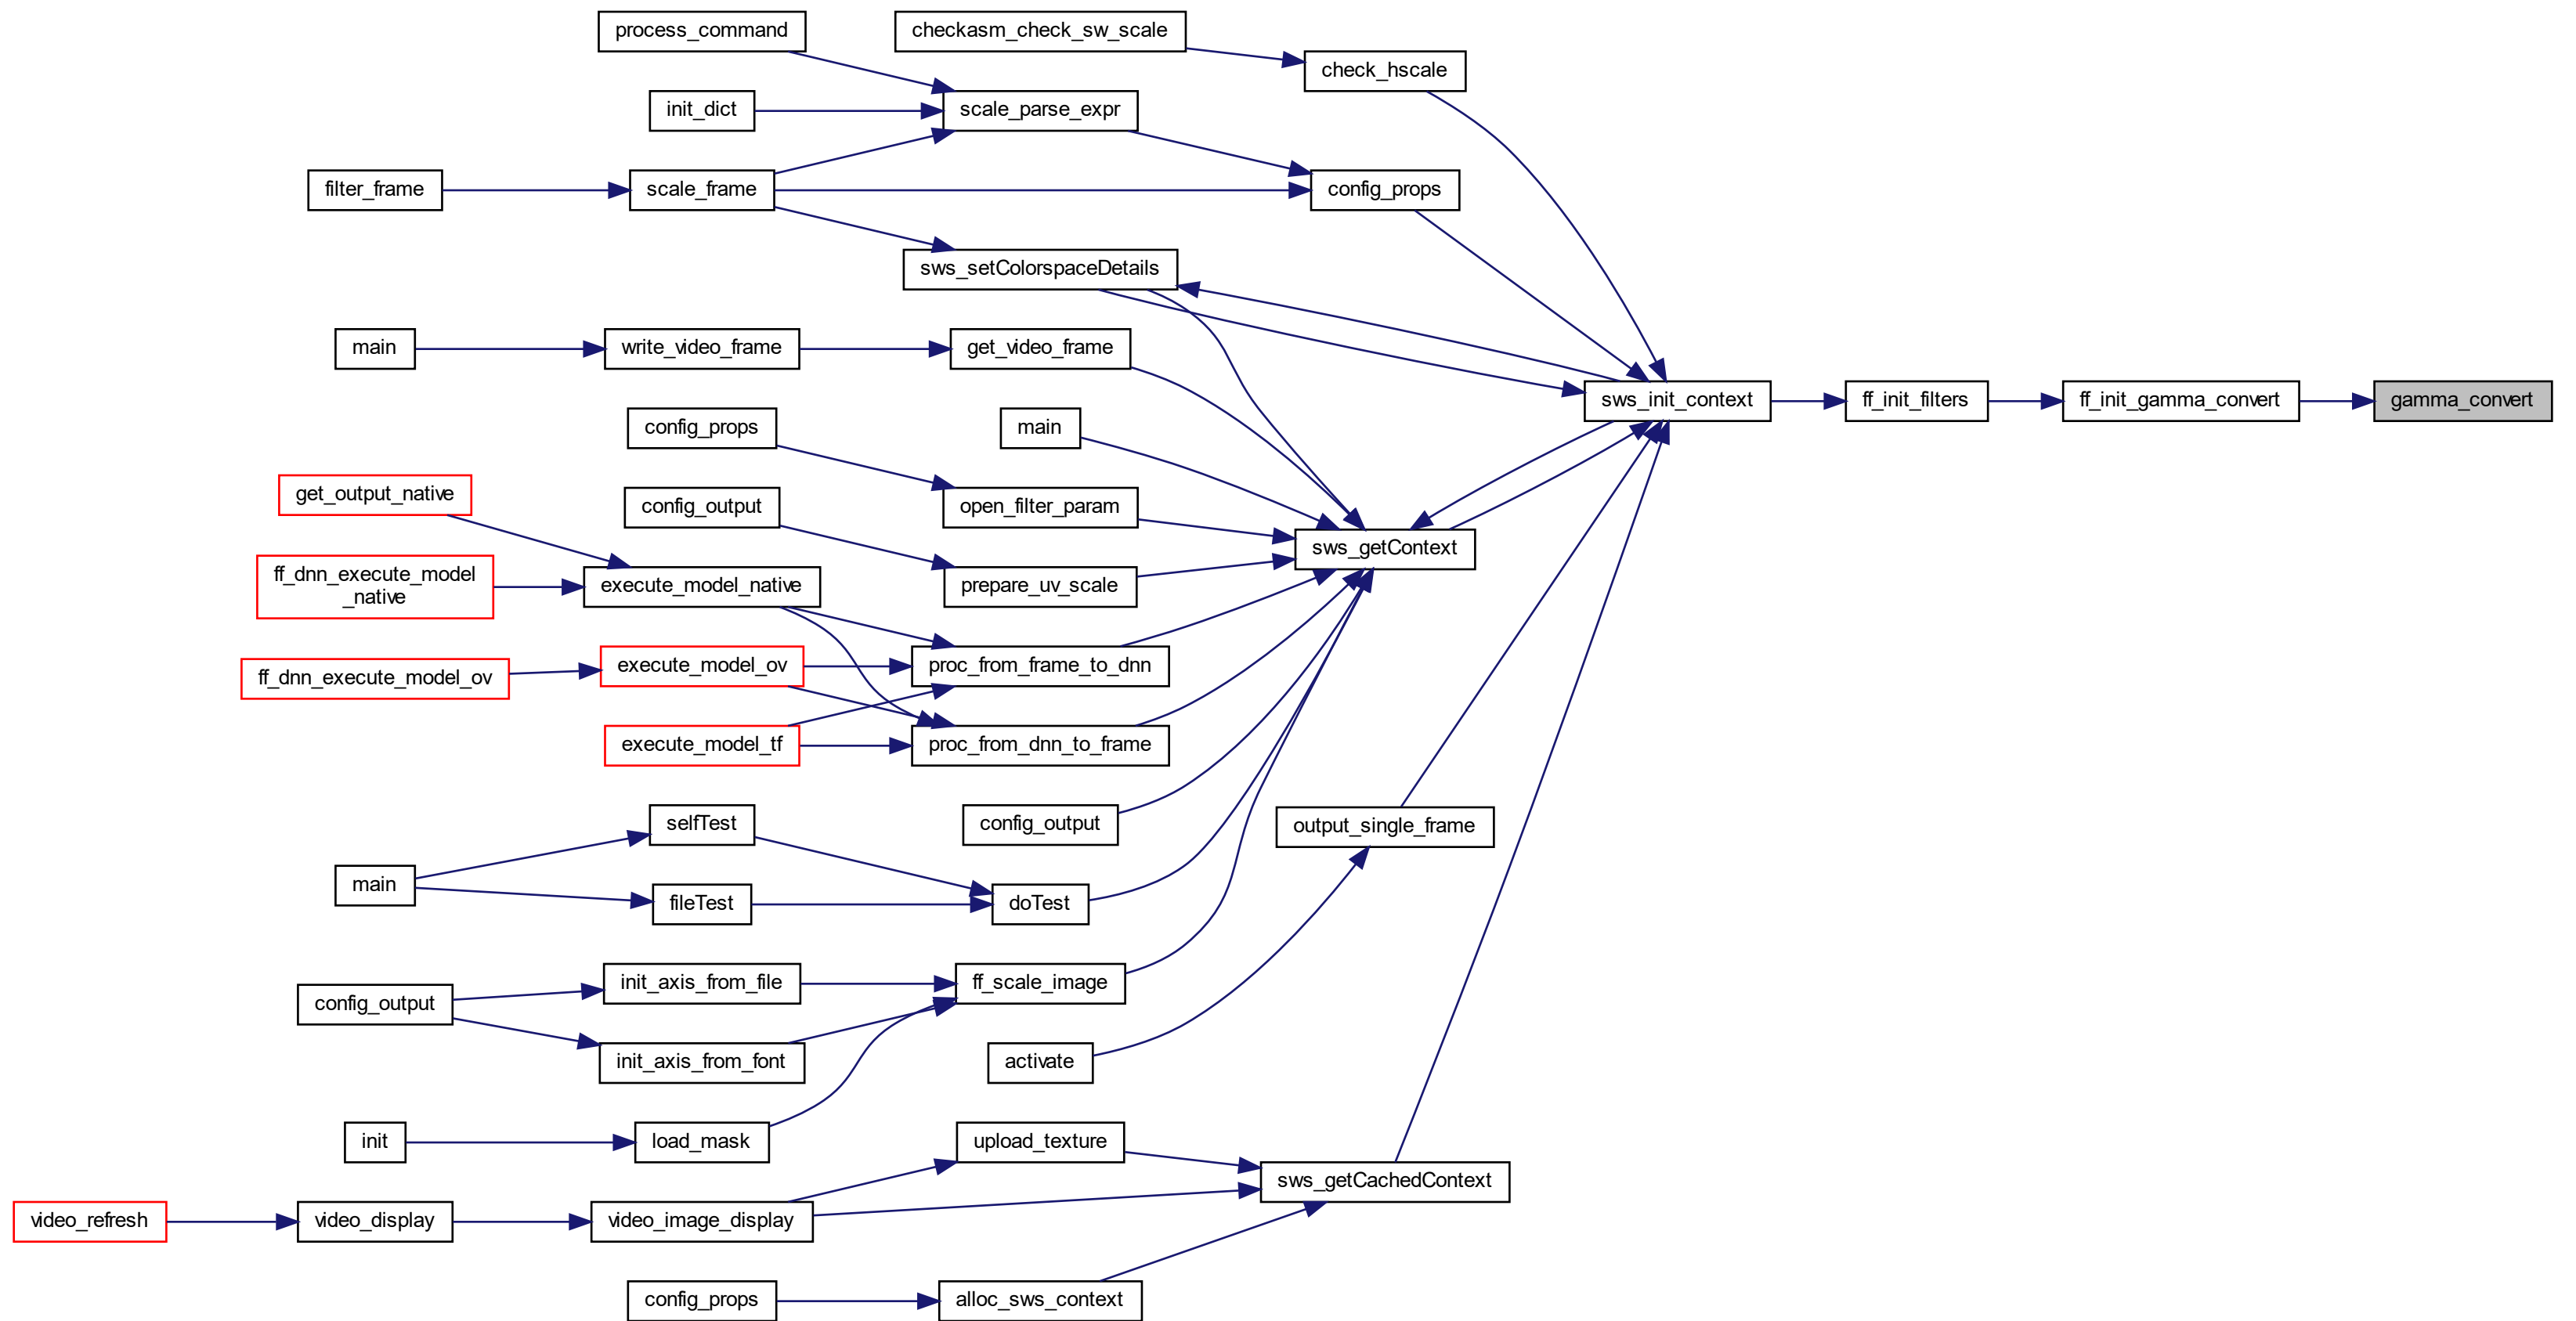 process_command
checkasm_check_sw_scale
check_hscale
init_dict
scale_parse_expr
filter_frame
scale_frame
config_props
sws_setColorspaceDetails
main
write_video_frame
get_video_frame
sws_init_context
ff_init_filters
ff_init_gamma_convert
gamma_convert
config_props
main
get_output_native
config_output
open_filter_param
sws_getContext
ff_dnn_execute_model
_native
execute_model_native
prepare_uv_scale
ff_dnn_execute_model_ov
execute_model_ov
proc_from_frame_to_dnn
execute_model_tf
proc_from_dnn_to_frame
selfTest
config_output
output_single_frame
main
fileTest
doTest
config_output
init_axis_from_file
ff_scale_image
init_axis_from_font
activate
init
load_mask
upload_texture
sws_getCachedContext
video_refresh
video_display
video_image_display
config_props
alloc_sws_context